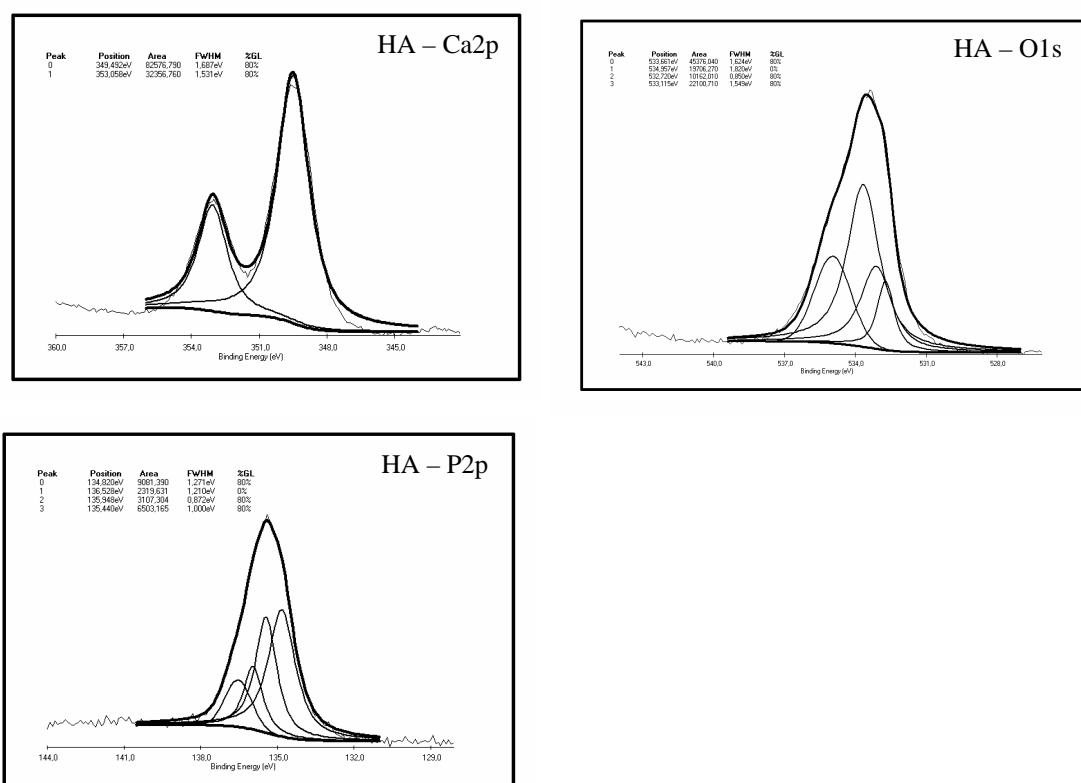 HA – Ca2p
Peak Position Area FWHM %GL
0 349,492eV 82576,790 1,687eV 80%
1 353,058eV 32356,760 1,531eV 80%
360,0 357,0 354,0 351,0 348,0 345,0
Binding Energy (eV)
HA – O1s
Peak Position Area FWHM %GL
0 533,661eV 45376,040 1,624eV 80%
1 534,957eV 19706,270 1,820eV 0%
2 532,720eV 10162,010 0,850eV 80%
3 533,115eV 22100,710 1,549eV 80%
543,0 540,0 537,0 534,0 531,0 528,0
Binding Energy (eV)
HA – P2p
Peak Position Area FWHM %GL
0 134,820eV 9081,390 1,271eV 80%
1 136,528eV 2319,631 1,210eV 0%
2 135,948eV 3107,304 0,872eV 80%
3 135,440eV 6503,165 1,000eV 80%
144,0 141,0 138,0 135,0 132,0 129,0
Binding Energy (eV)